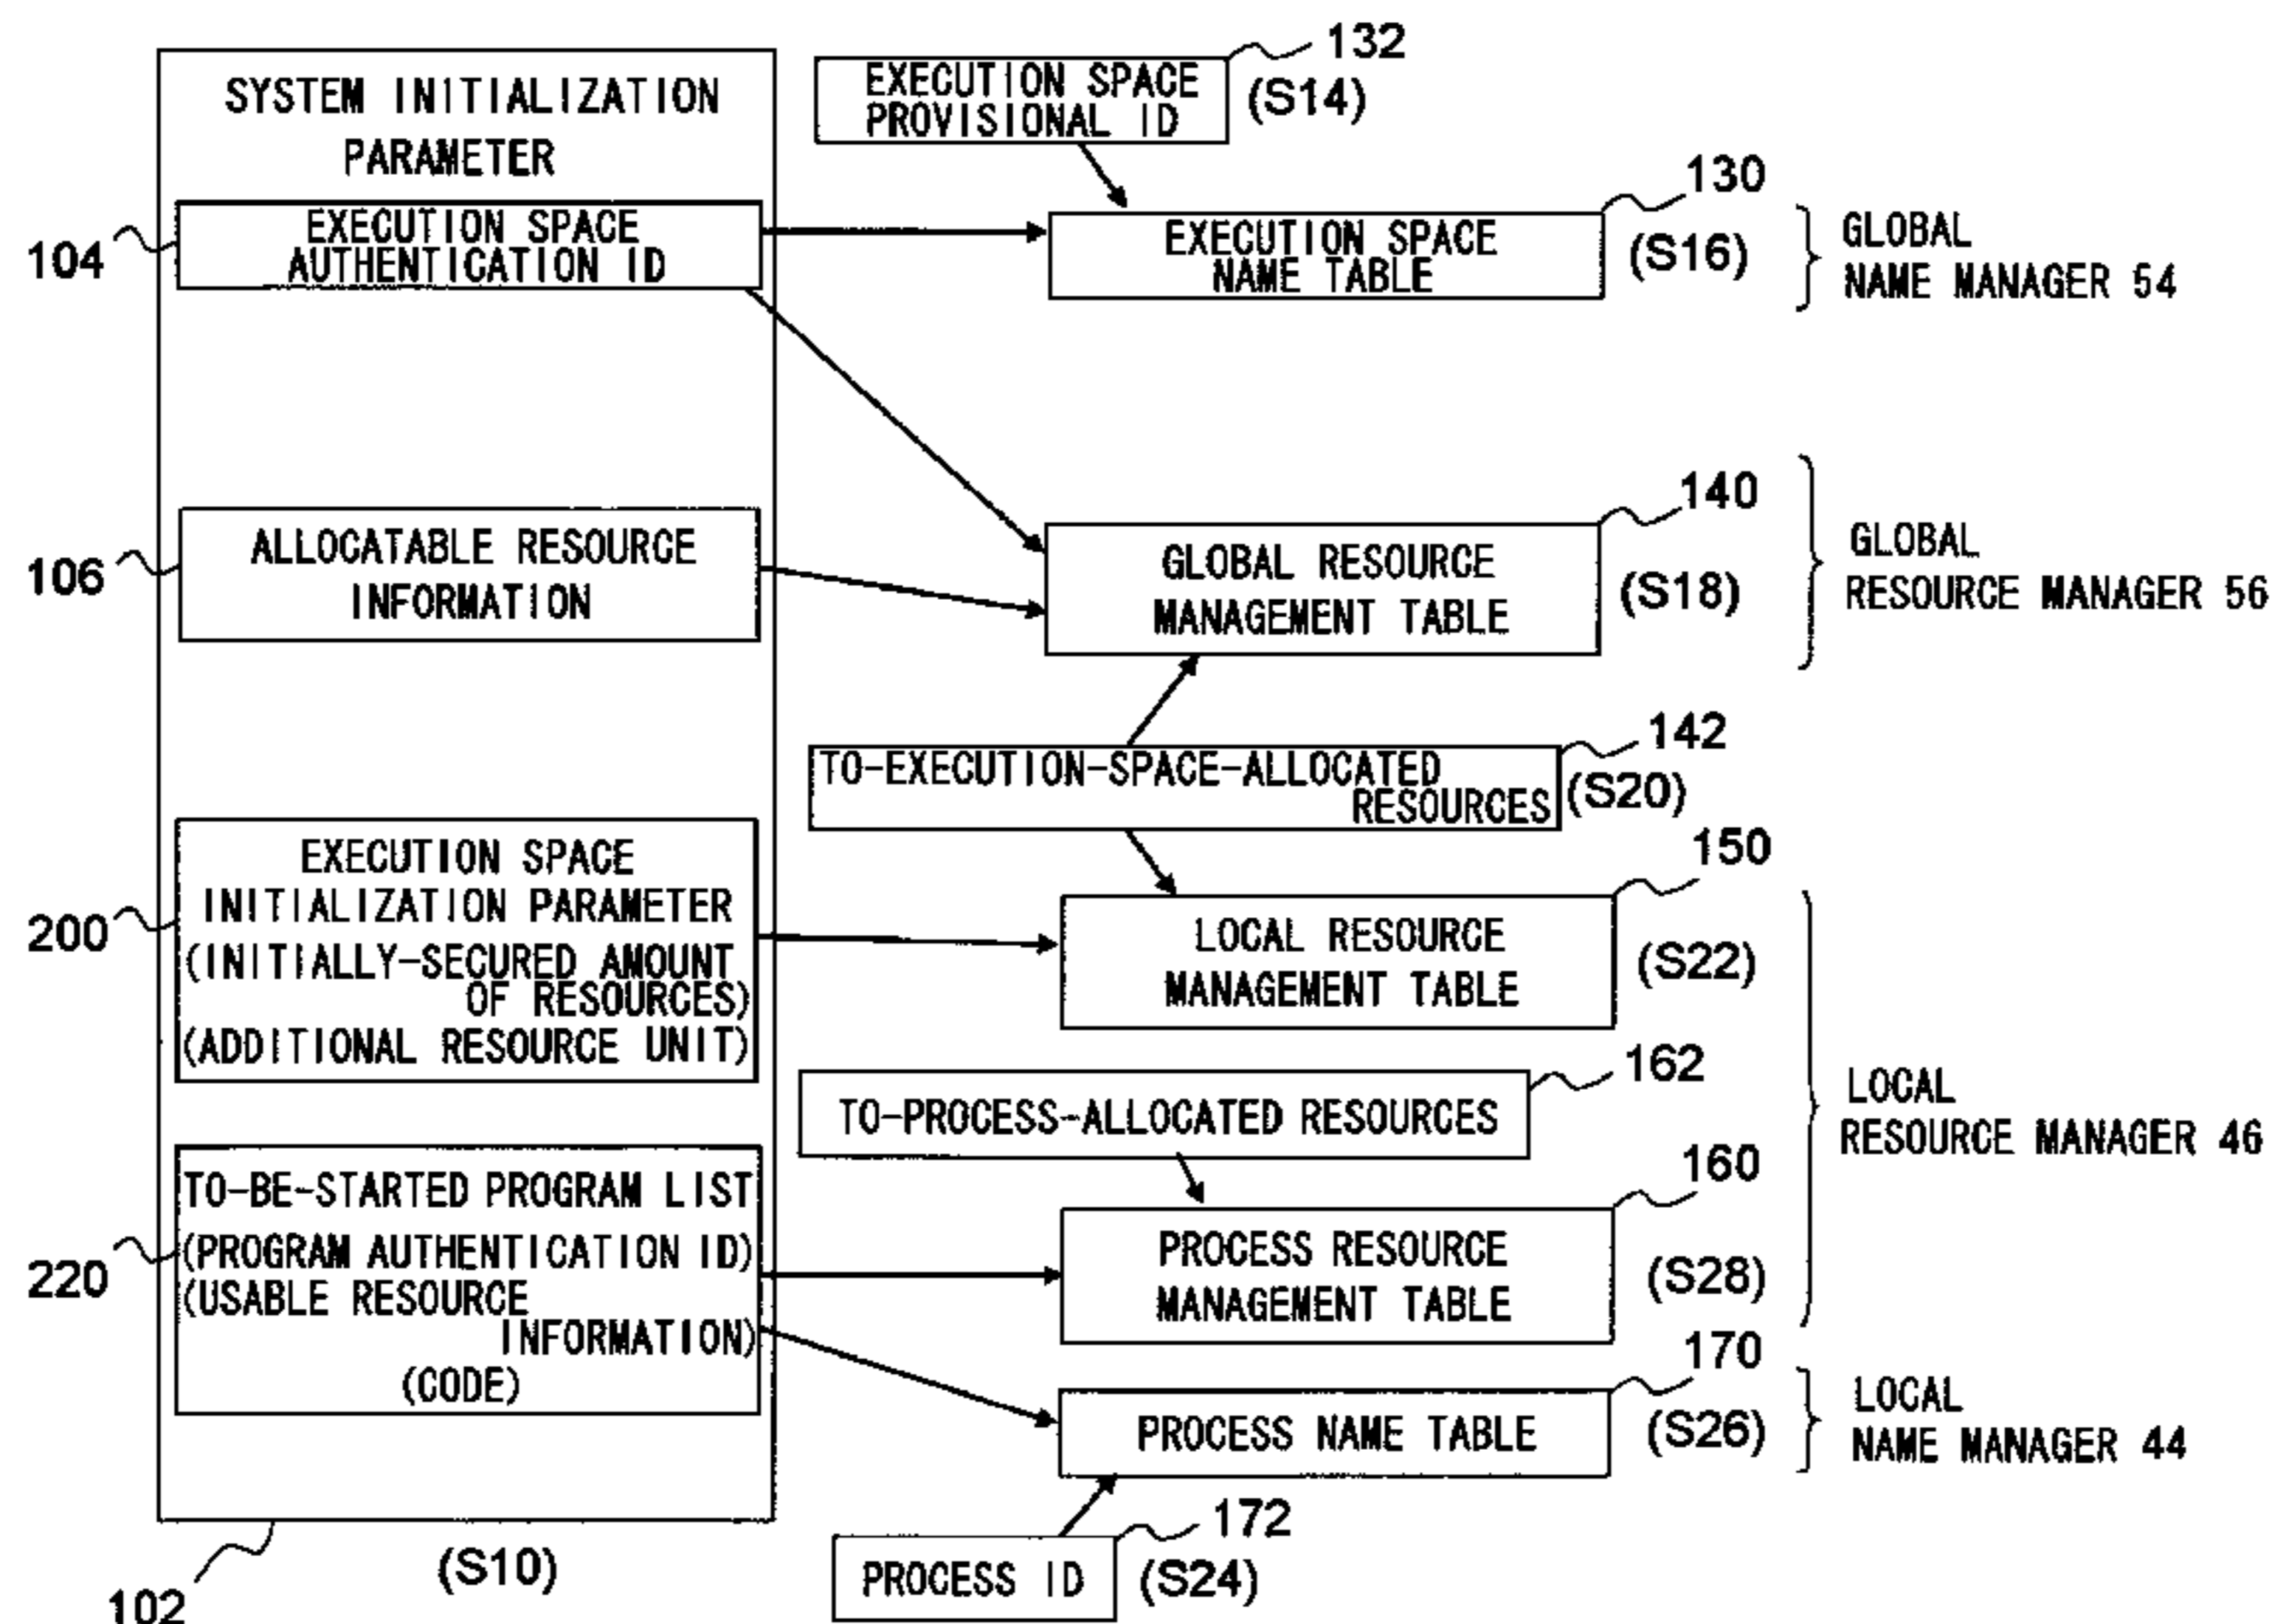 SYSTEM INITIALIZATION
PARAMETER
104
EXECUTION SPACE
AUTHENTICATION ID
106
ALLOCATABLE RESOURCE
INFORMATION
200
EXECUTION SPACE
INITIALIZATION PARAMETER
(INITIALLY-SECURED AMOUNT
OF RESOURCES)
(ADDITIONAL RESOURCE UNIT)
220
TO-BE-STARTED PROGRAM LIST
(PROGRAM AUTHENTICATION ID)
(USABLE RESOURCE
INFORMATION)
(CODE)
102
(S10)
132
EXECUTION SPACE
PROVISIONAL ID
(S14)
130
EXECUTION SPACE
NAME TABLE
(S16)
GLOBAL
NAME MANAGER 54
140
GLOBAL RESOURCE
MANAGEMENT TABLE
(S18)
GLOBAL
RESOURCE MANAGER 56
142
TO-EXECUTION-SPACE-ALLOCATED
RESOURCES
(S20)
150
LOCAL RESOURCE
MANAGEMENT TABLE
(S22)
162
TO-PROCESS-ALLOCATED RESOURCES
LOCAL
RESOURCE MANAGER 46
160
PROCESS RESOURCE
MANAGEMENT TABLE
(S28)
170
PROCESS NAME TABLE
(S26)
LOCAL
NAME MANAGER 44
172
PROCESS ID
(S24)